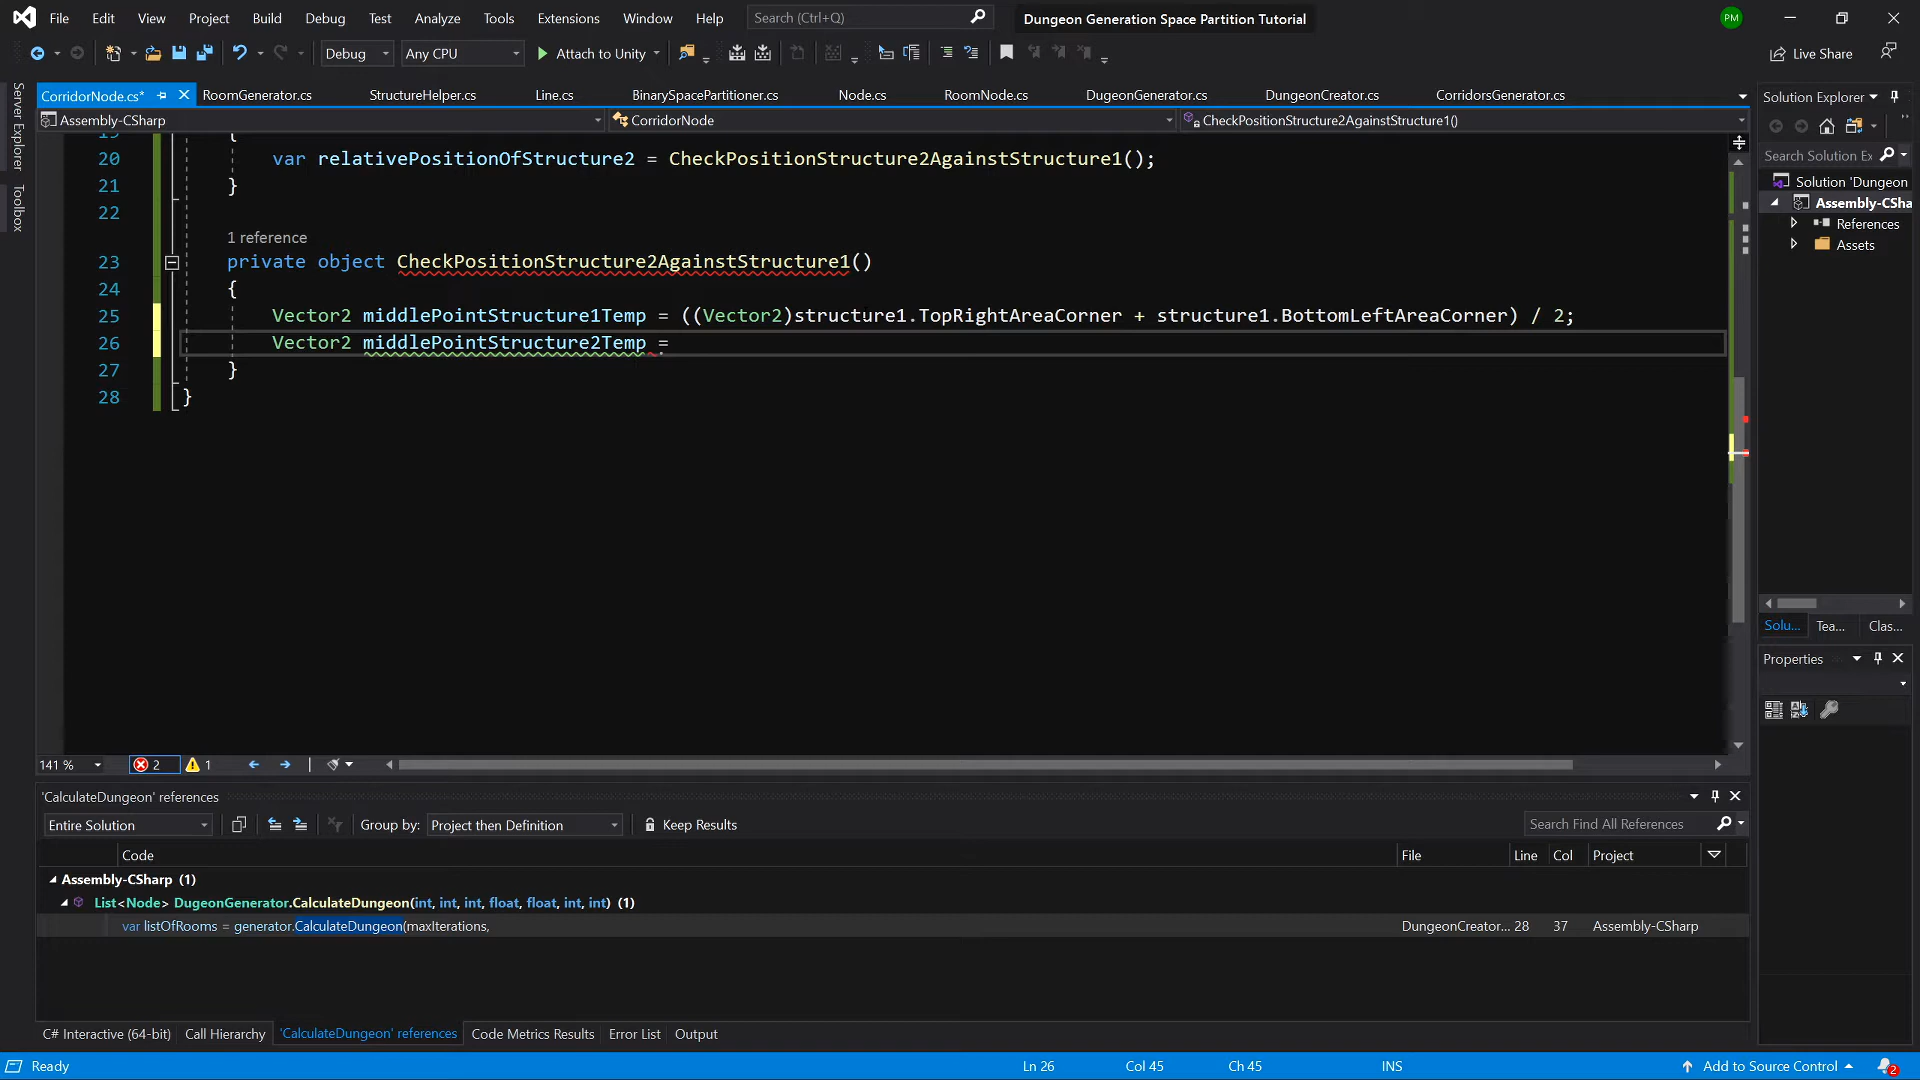 File Edit View Project Build Debug Test Analyze Tools Extensions Window Help Search (Ctrl+Q) Dungeon Generation Space Partition Tutorial PM
Debug Any CPU Attach to Unity Live Share
Server Explorer
Toolbox
CorridorNode.cs* RoomGenerator.cs StructureHelper.cs Line.cs BinarySpacePartitioner.cs Node.cs RoomNode.cs DugeonGenerator.cs DungeonCreator.cs CorridorsGenerator.cs
Assembly-CSharp CorridorNode CheckPositionStructure2AgainstStructure1()
19 {
20 var relativePositionOfStructure2 = CheckPositionStructure2AgainstStructure1();
21 }
22
1 reference
23 private object CheckPositionStructure2AgainstStructure1()
24 {
25 Vector2 middlePointStructure1Temp = ((Vector2)structure1.TopRightAreaCorner + structure1.BottomLeftAreaCorner) / 2;
26 Vector2 middlePointStructure2Temp =
27 }
28 }
141 % 2 1
Solution Explorer
Search Solution Ex
Solution 'Dungeon
Assembly-CSha
References
Assets
Solu... Tea... Clas...
Properties
'CalculateDungeon' references
Entire Solution Group by: Project then Definition Keep Results Search Find All References
Code File Line Col Project
Assembly-CSharp (1)
List<Node> DugeonGenerator.CalculateDungeon(int, int, int, float, float, int, int) (1)
var listOfRooms = generator.CalculateDungeon(maxIterations, DungeonCreator... 28 37 Assembly-CSharp
C# Interactive (64-bit) Call Hierarchy 'CalculateDungeon' references Code Metrics Results Error List Output
Ready Ln 26 Col 45 Ch 45 INS Add to Source Control 2